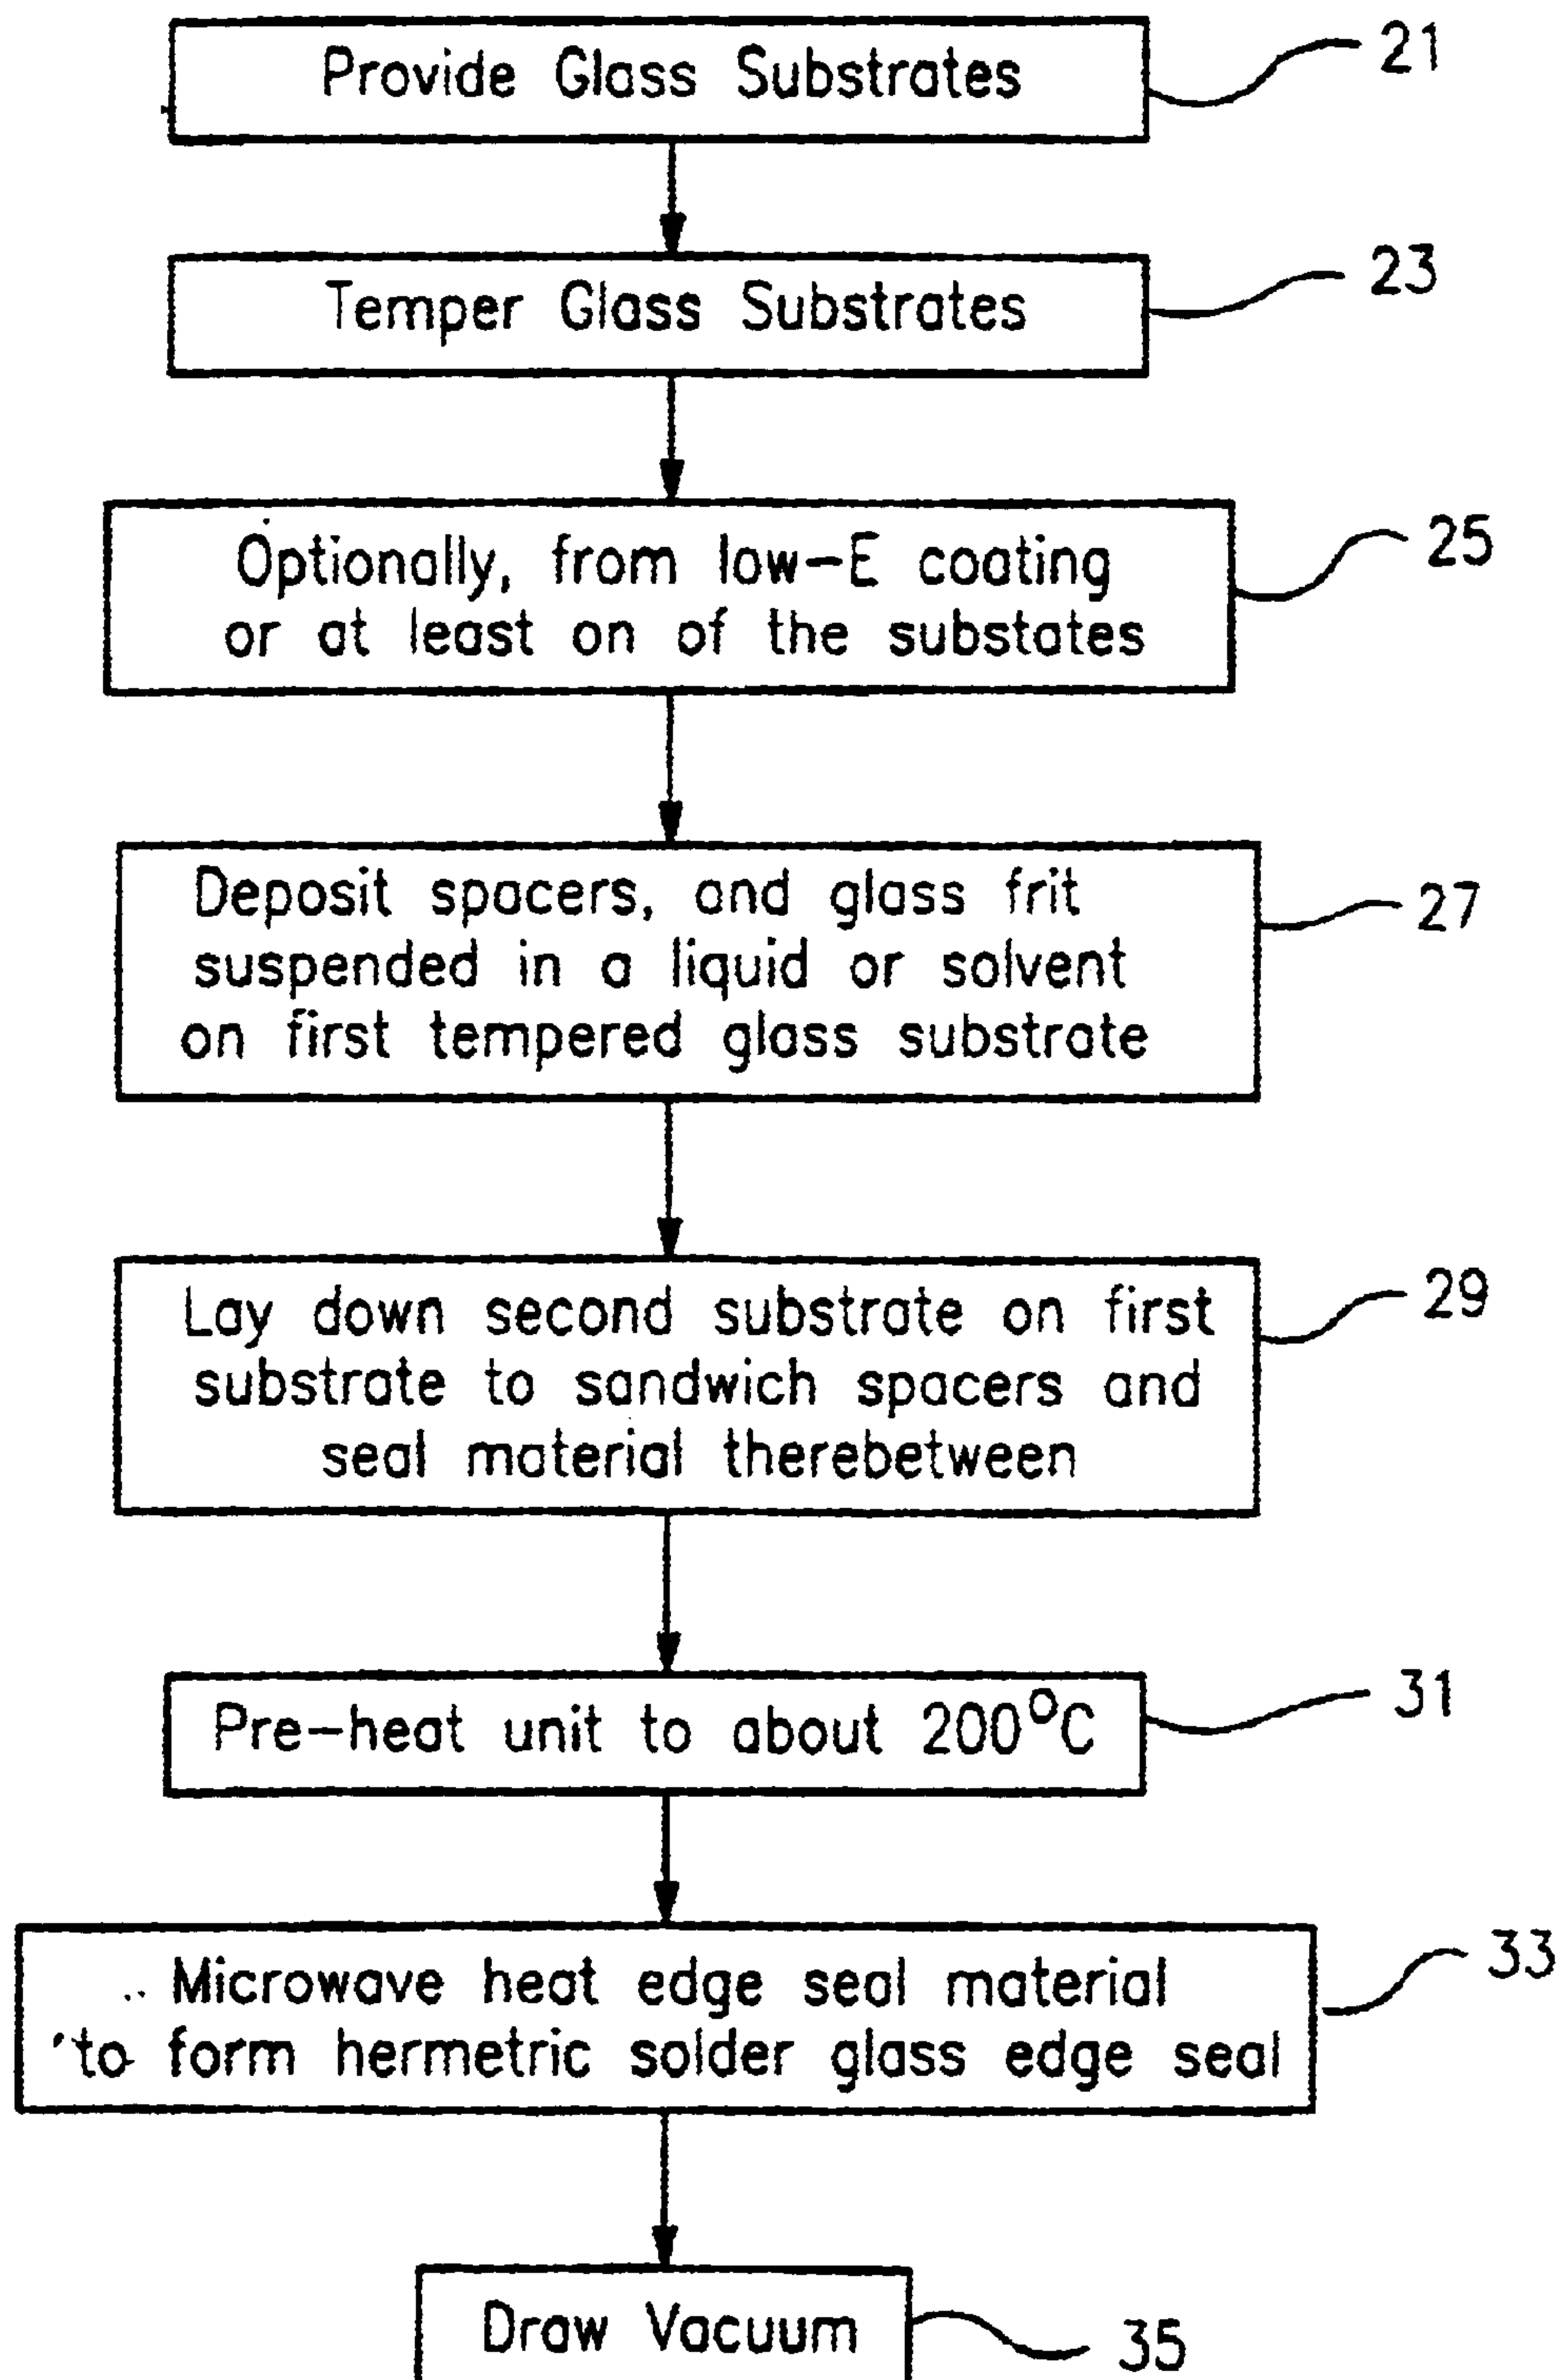 Provide Glass Substrates
21
Temper Glass Substrates
23
Optionally, from low-E coating
or at least on of the substates
25
Deposit spacers, and glass frit
suspended in a liquid or solvent
on first tempered glass substrate
27
Lay down second substrate on first
substrate to sandwich spacers and
seal material therebetween
29
Pre-heat unit to about 200°C
31
Microwave heat edge seal material
to form hermetric solder glass edge seal
33
Draw Vacuum
35